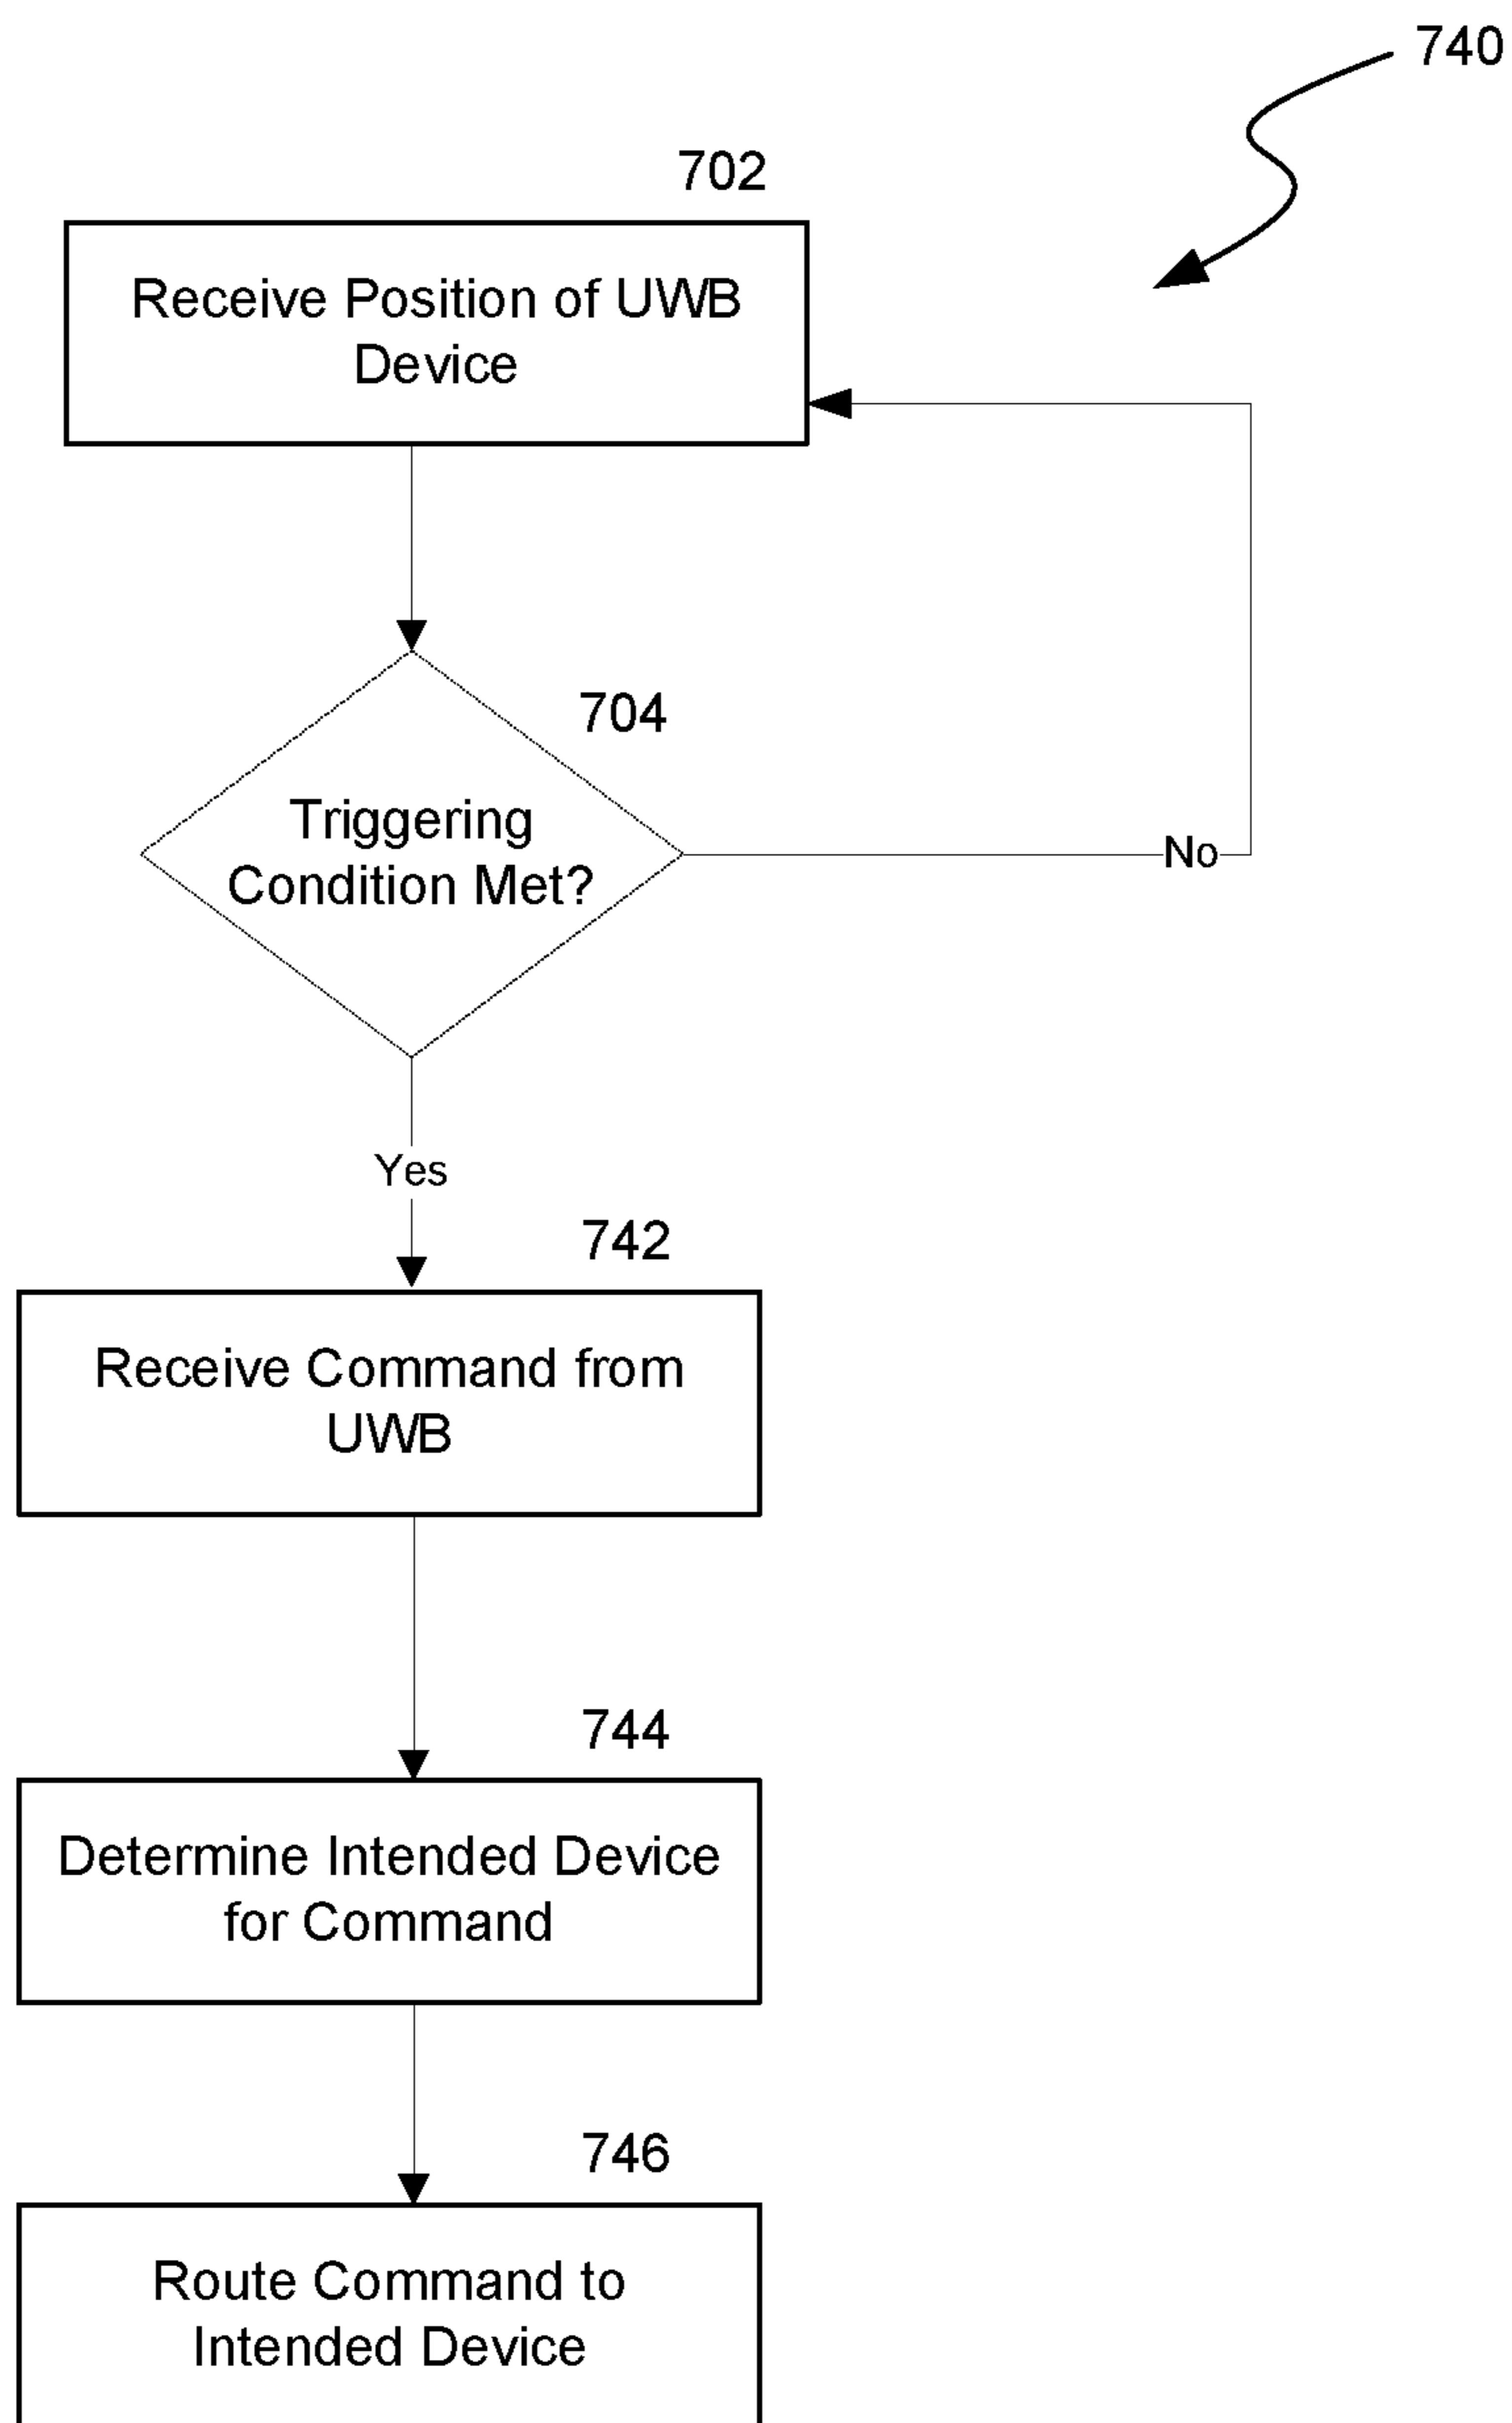 740
702
Receive Position of UWB
Device
704
Triggering
Condition Met?
No
Yes
742
Receive Command from
UWB
744
Determine Intended Device
for Command
746
Route Command to
Intended Device